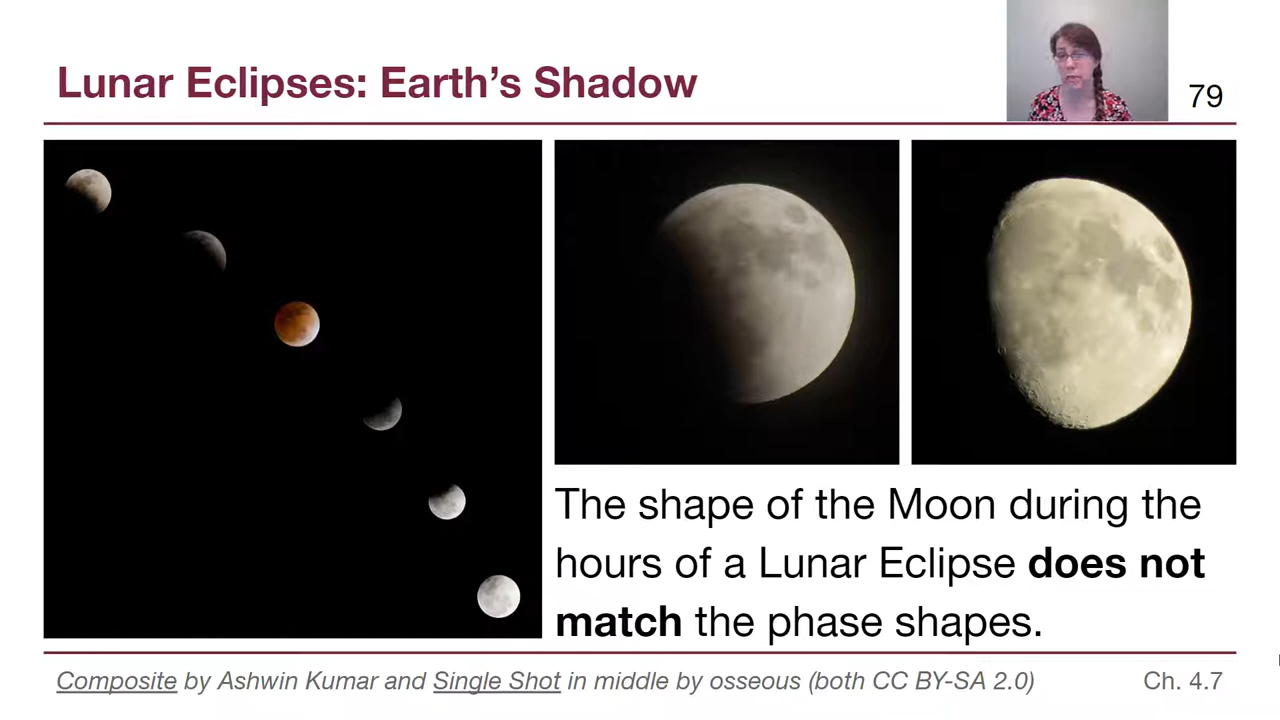 Lunar Eclipses: Earth's Shadow
79
The shape of the Moon during the
hours of a Lunar Eclipse does not
match the phase shapes.
Composite by Ashwin Kumar and Single Shot in middle by osseous (both CC BY-SA 2.0)
Ch. 4.7